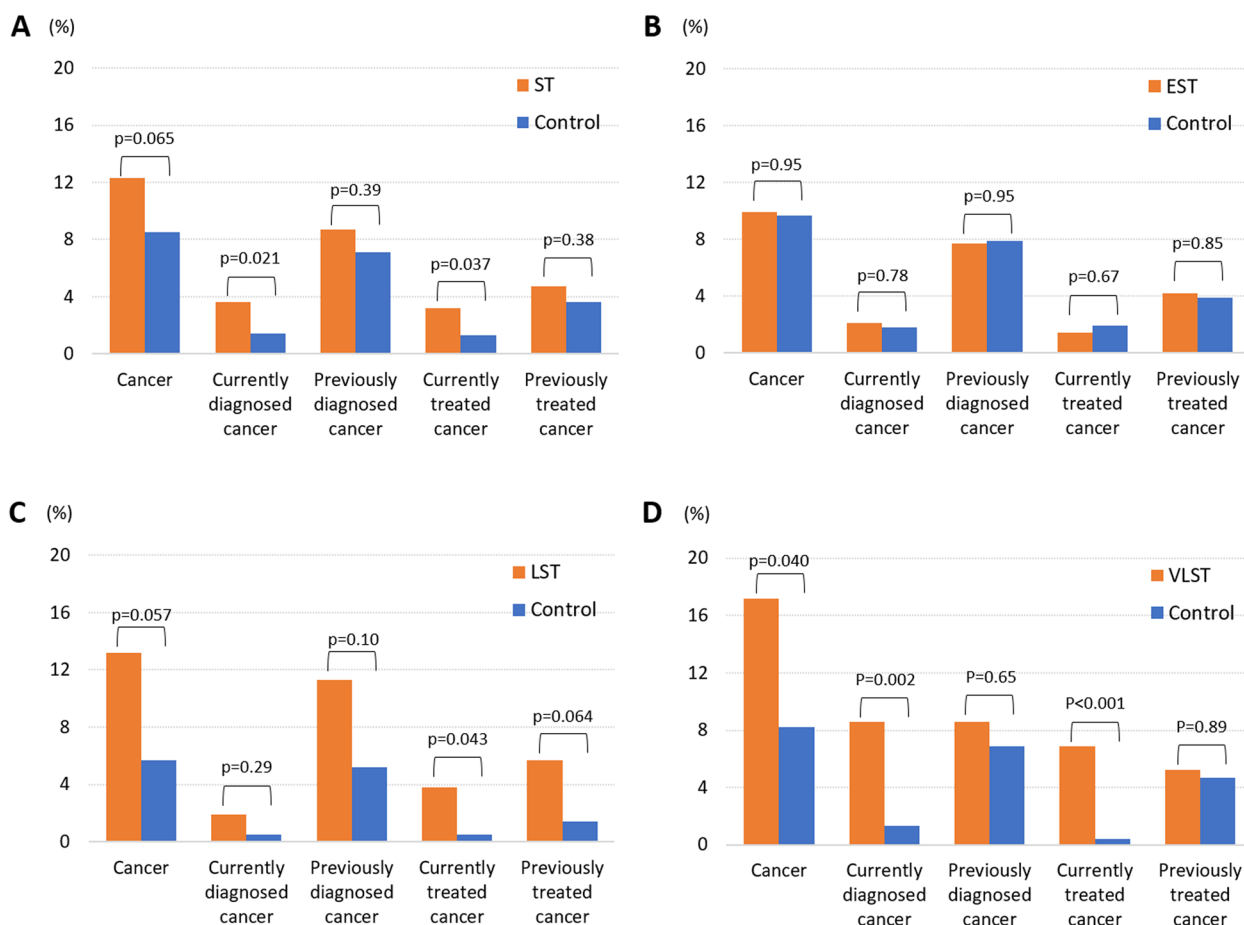 A (%)
20
16
12
8
4
0
ST
Control
p=0.065
p=0.021
p=0.39
p=0.037
p=0.38
Cancer
Currently
diagnosed
cancer
Previously
diagnosed
cancer
Currently
treated
cancer
Previously
treated
cancer
B (%)
20
16
12
8
4
0
EST
Control
p=0.95
p=0.78
p=0.95
p=0.67
p=0.85
Cancer
Currently
diagnosed
cancer
Previously
diagnosed
cancer
Currently
treated
cancer
Previously
treated
cancer
C (%)
20
16
12
8
4
0
LST
Control
p=0.057
p=0.29
p=0.10
p=0.043
p=0.064
Cancer
Currently
diagnosed
cancer
Previously
diagnosed
cancer
Currently
treated
cancer
Previously
treated
cancer
D (%)
20
16
12
8
4
0
VLST
Control
p=0.040
P=0.002
P=0.65
P<0.001
P=0.89
Cancer
Currently
diagnosed
cancer
Previously
diagnosed
cancer
Currently
treated
cancer
Previously
treated
cancer